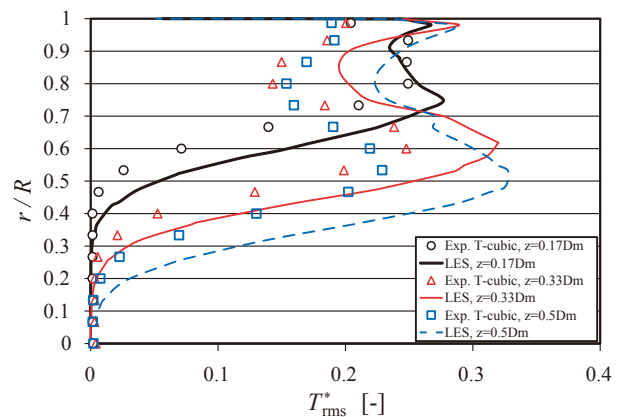 1
0.9
0.8
0.7
0.6
0.5
0.4
0.3
0.2
0.1
0
r / R
Exp. T-cubic, z=0.17Dm
LES, z=0.17Dm
Exp. T-cubic, z=0.33Dm
LES, z=0.33Dm
Exp. T-cubic, z=0.5Dm
LES, z=0.5Dm
0 0.1 0.2 0.3 0.4
T*rms [-]